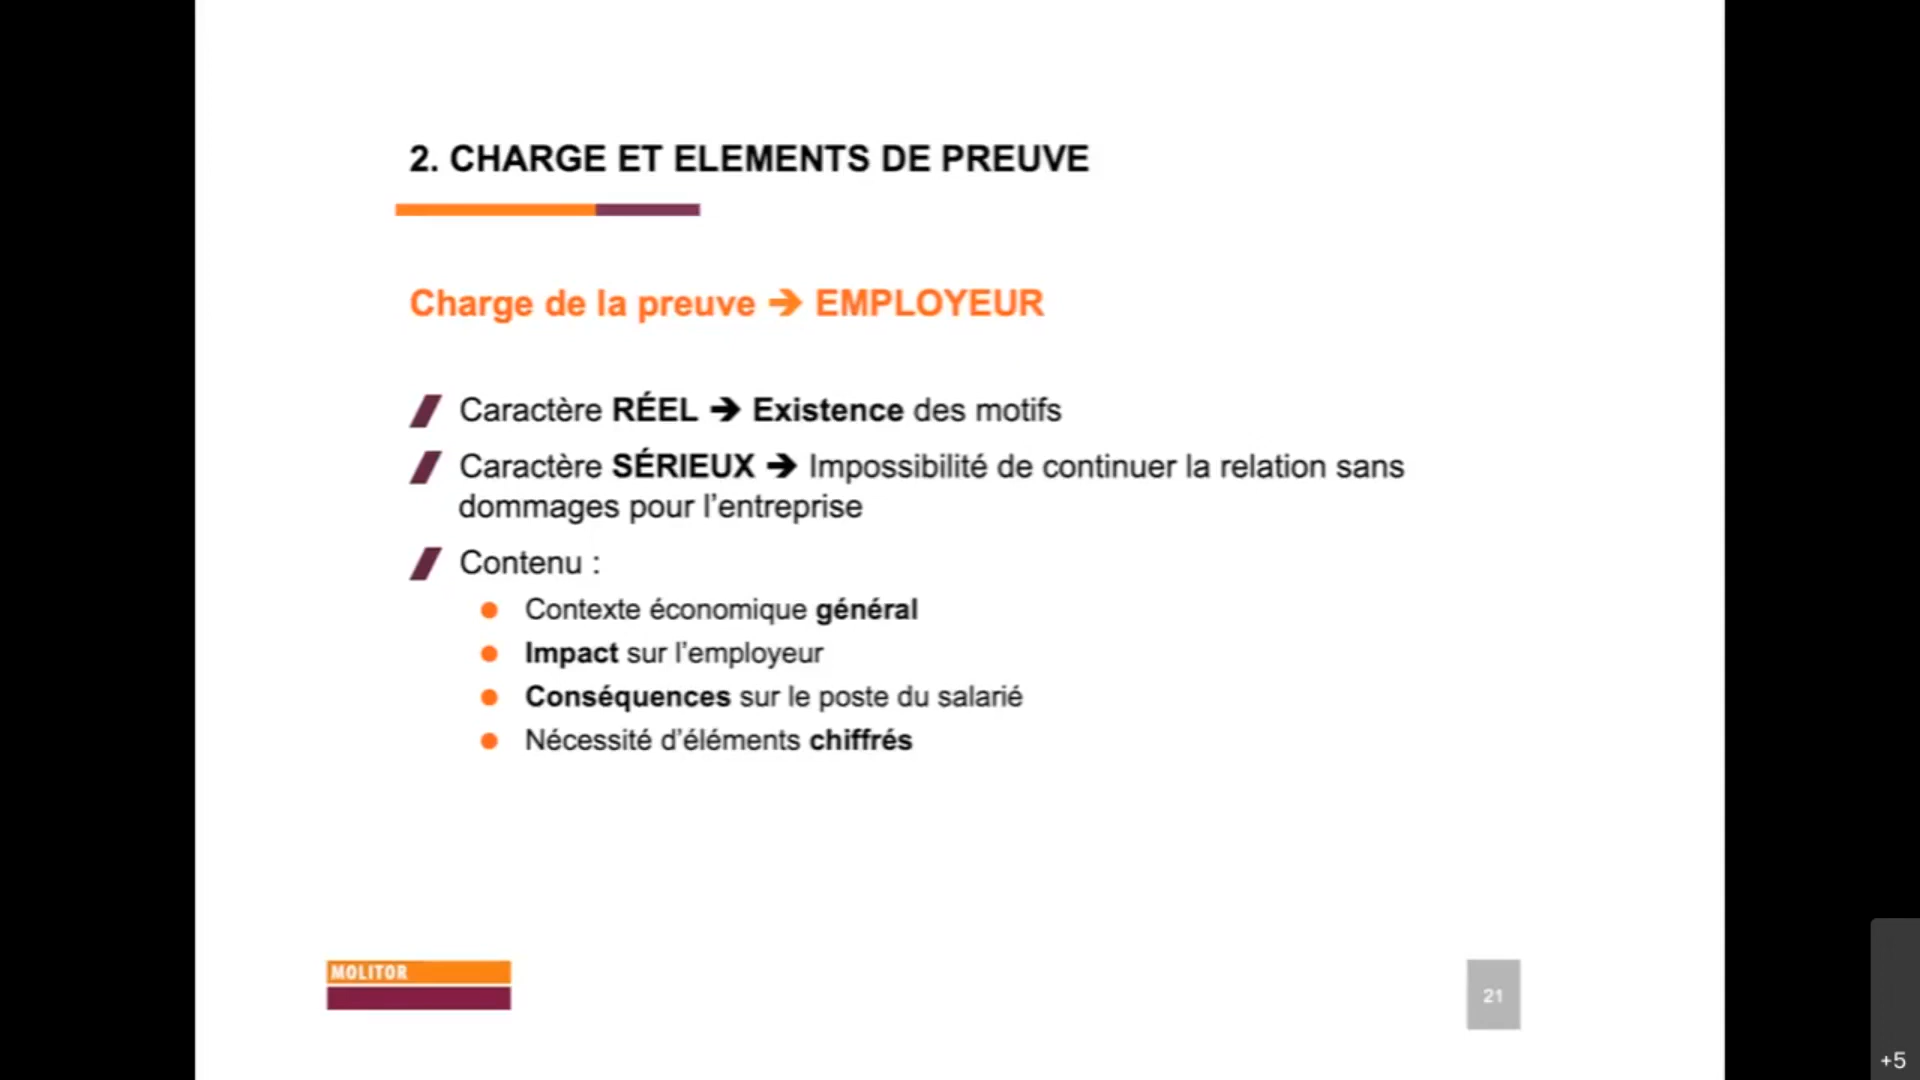 2. CHARGE ET ELEMENTS DE PREUVE
Charge de la preuve ➔ EMPLOYEUR
Caractère RÉEL ➔ Existence des motifs
Caractère SÉRIEUX ➔ Impossibilité de continuer la relation sans
dommages pour l’entreprise
Contenu :
Contexte économique général
Impact sur l’employeur
Conséquences sur le poste du salarié
Nécessité d’éléments chiffrés
MOLITOR
21
+5